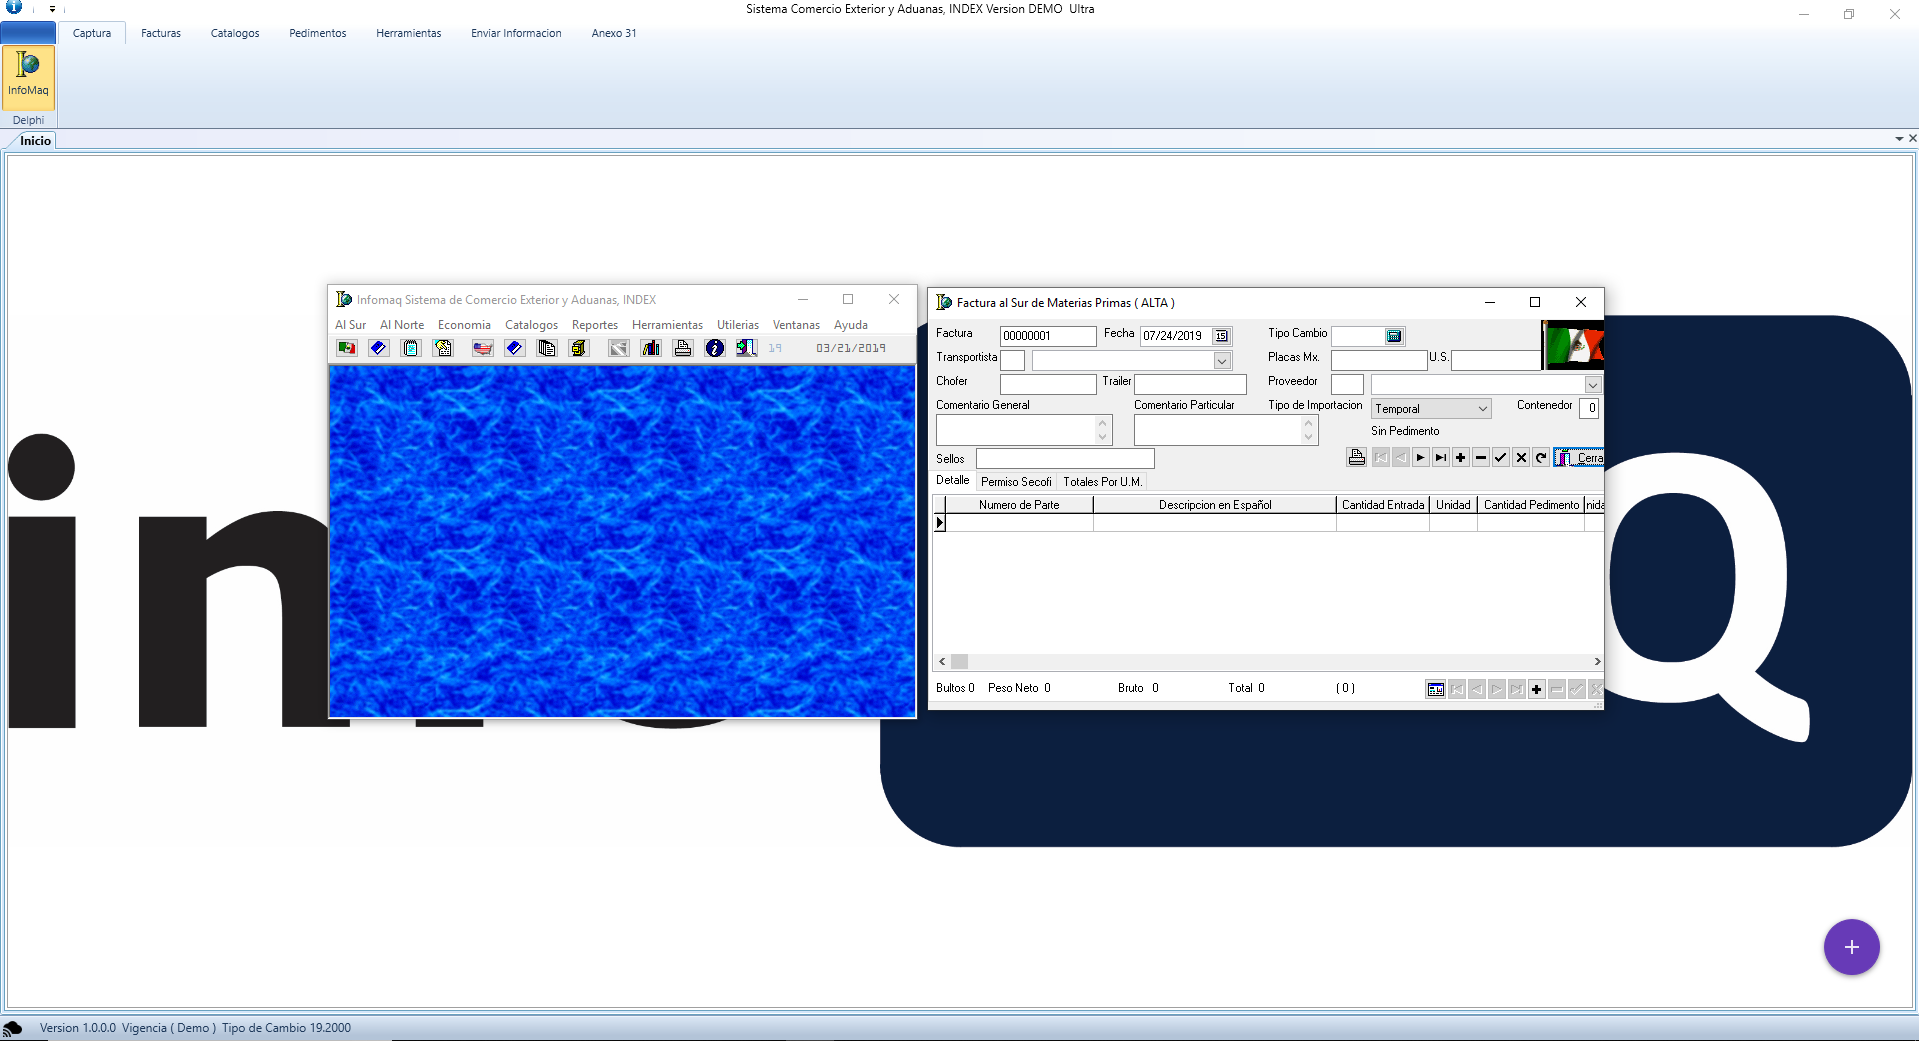 Sistema Comercio Exterior y Aduanas, INDEX Version DEMO  Ultra
Captura Facturas Catalogos Pedimentos Herramientas Enviar Informacion Anexo 31
InfoMaq
Delphi
Inicio
Infomaq Sistema de Comercio Exterior y Aduanas, INDEX
Al Sur Al Norte Economia Catalogos Reportes Herramientas Utilerias Ventanas Ayuda
19 03/21/2019
Factura al Sur de Materias Primas ( ALTA )
Factura 00000001 Fecha 07/24/2019 15 Tipo Cambio
Transportista Placas Mx. U.S.
Chofer Trailer Proveedor
Comentario General Comentario Particular Tipo de Importacion Temporal Contenedor 0
Sin Pedimento
Sellos Cerra
Detalle Permiso Secofi Totales Por U.M.
Numero de Parte Descripcion en Español Cantidad Entrada Unidad Cantidad Pedimento nida
Bultos 0 Peso Neto 0 Bruto 0 Total 0 ( 0 )
Version 1.0.0.0 Vigencia ( Demo ) Tipo de Cambio 19.2000